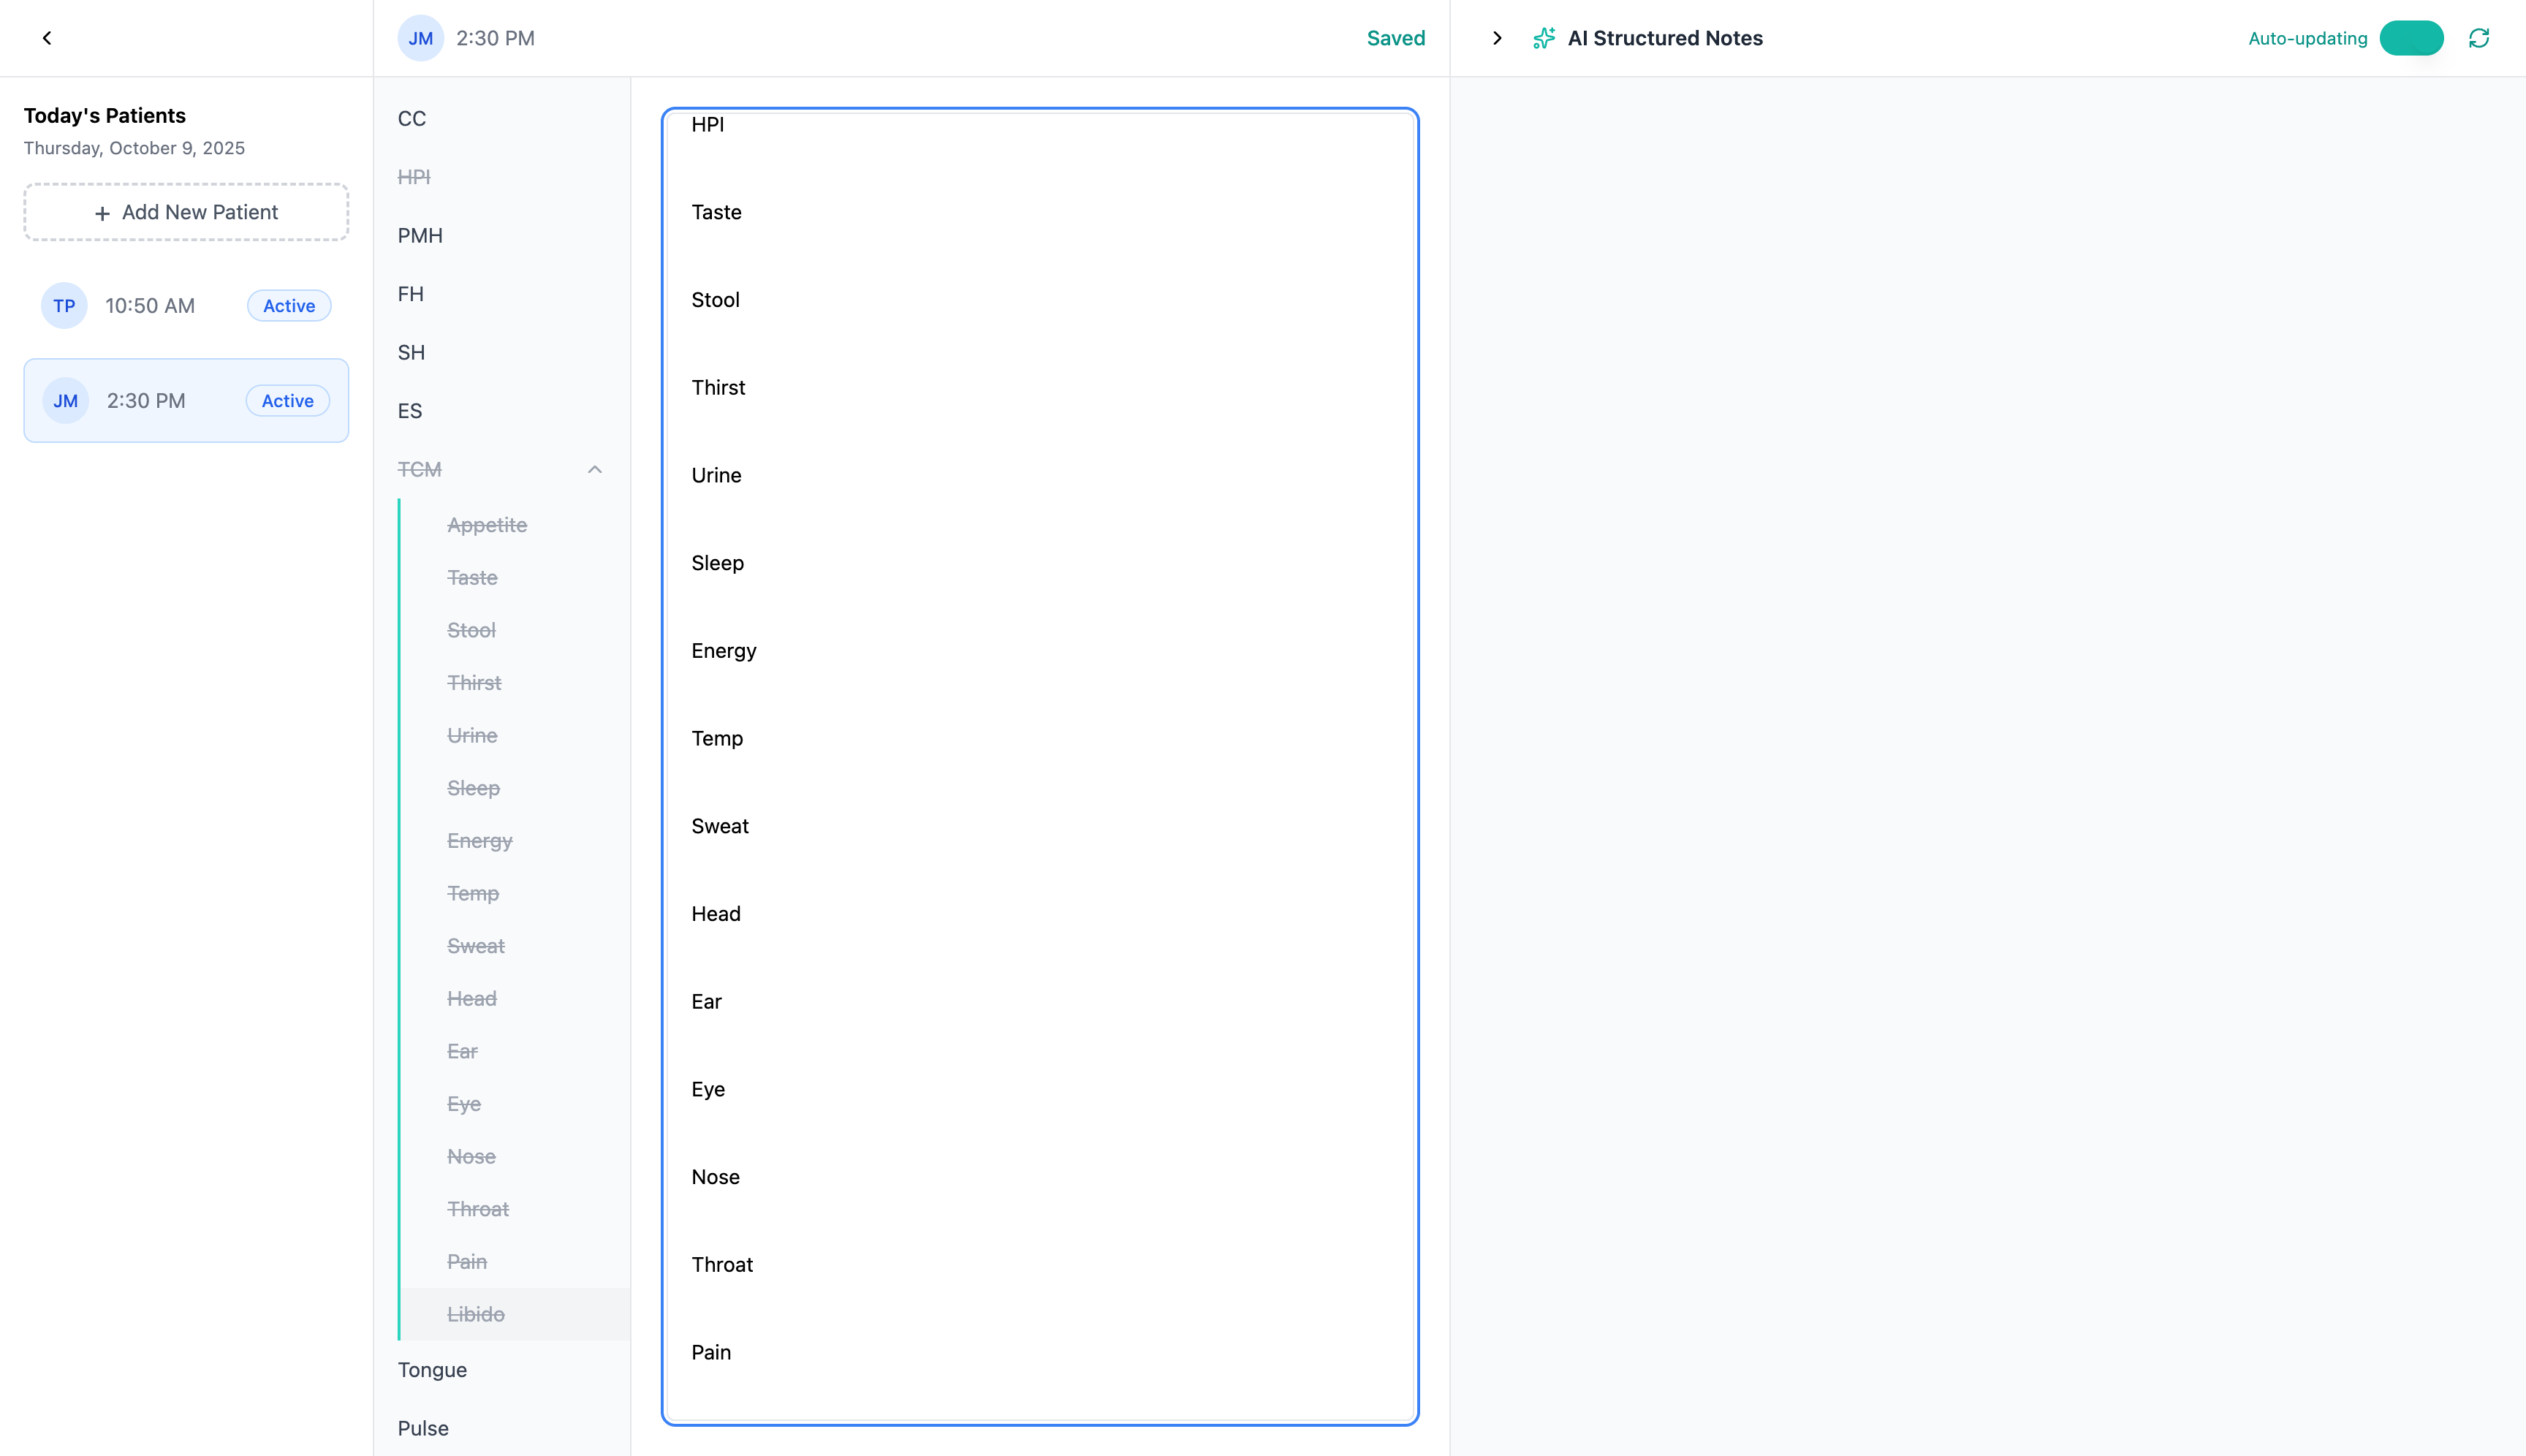 Today's Patients
Thursday, October 9, 2025
+ Add New Patient
TP 10:50 AM Active
JM 2:30 PM Active
JM 2:30 PM Saved
CC
HPI
PMH
FH
SH
ES
TCM
Appetite
Taste
Stool
Thirst
Urine
Sleep
Energy
Temp
Sweat
Head
Ear
Eye
Nose
Throat
Pain
Libido
Tongue
Pulse
HPI
Taste
Stool
Thirst
Urine
Sleep
Energy
Temp
Sweat
Head
Ear
Eye
Nose
Throat
Pain
AI Structured Notes
Auto-updating